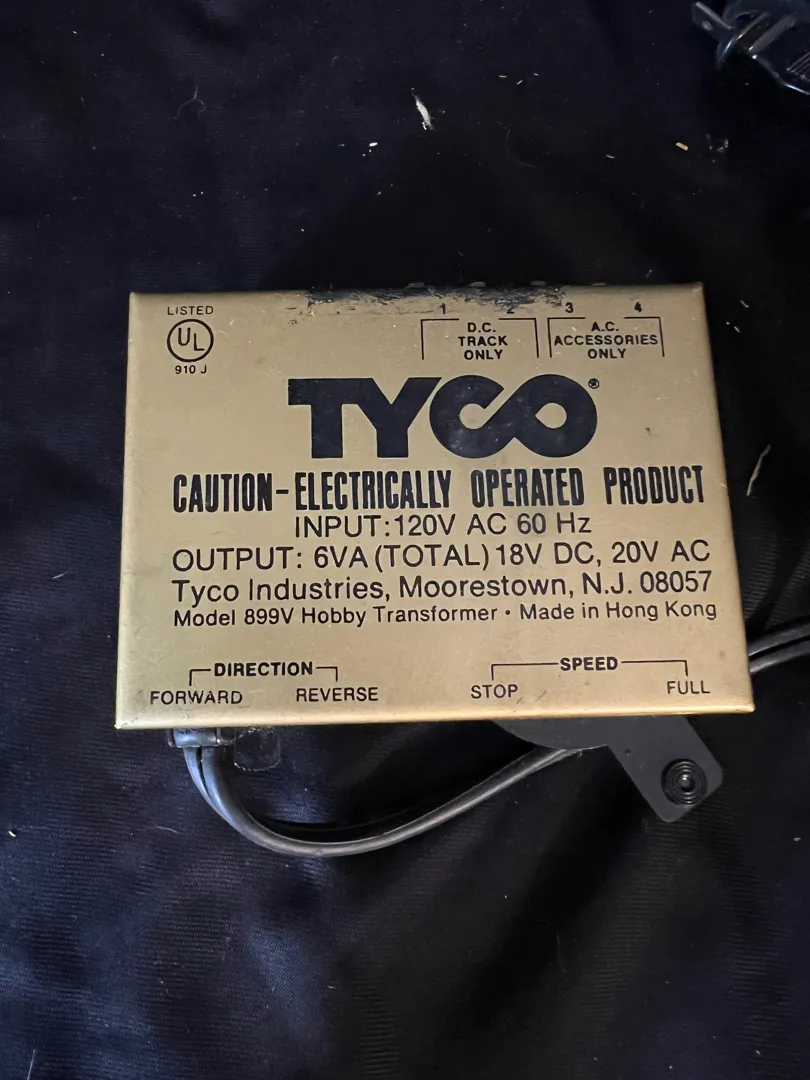 LISTED
UL
910 J
1 2 3 4
D.C.
TRACK
ONLY
A.C.
ACCESSORIES
ONLY
TYCO®
CAUTION-ELECTRICALLY OPERATED PRODUCT
INPUT: 120V AC 60 Hz
OUTPUT: 6VA (TOTAL) 18V DC, 20V AC
Tyco Industries, Moorestown, N.J. 08057
Model 899V Hobby Transformer • Made in Hong Kong
DIRECTION
FORWARD REVERSE
SPEED
STOP FULL